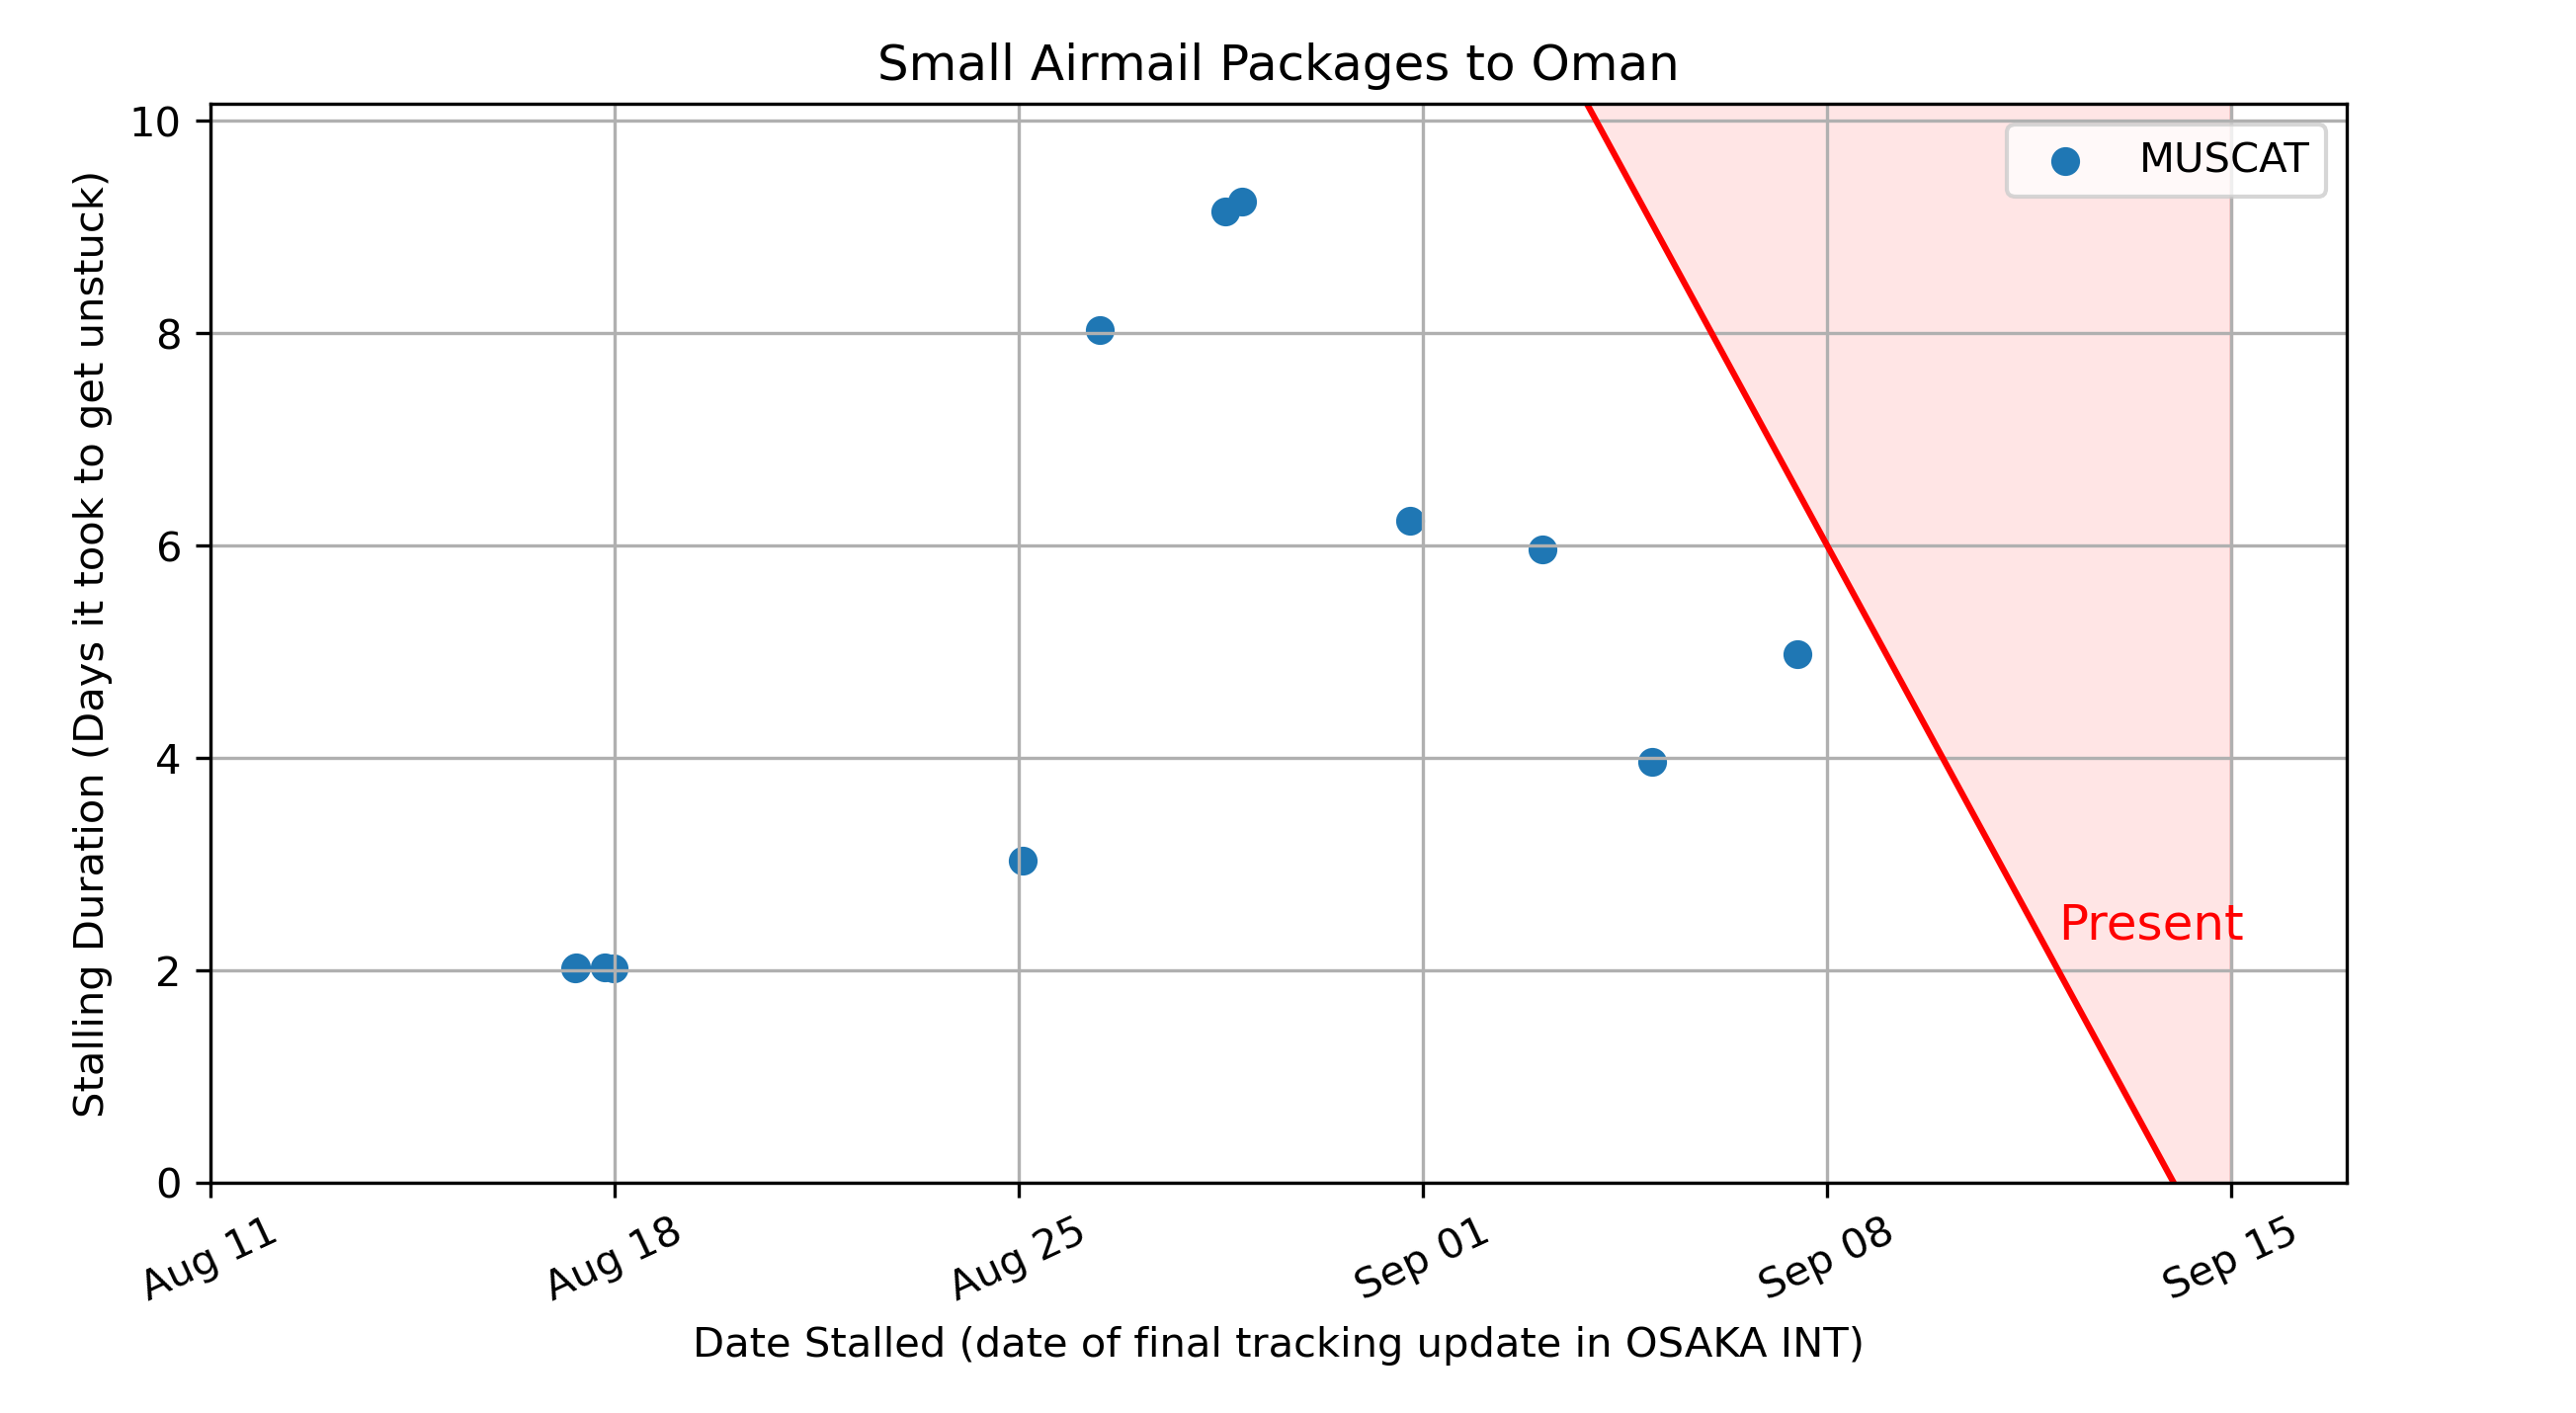 Small Airmail Packages to Oman
MUSCAT
Stalling Duration (Days it took to get unstuck)
10
8
6
4
2
0
Present
Aug 11
Aug 18
Aug 25
Sep 01
Sep 08
Sep 15
Date Stalled (date of final tracking update in OSAKA INT)